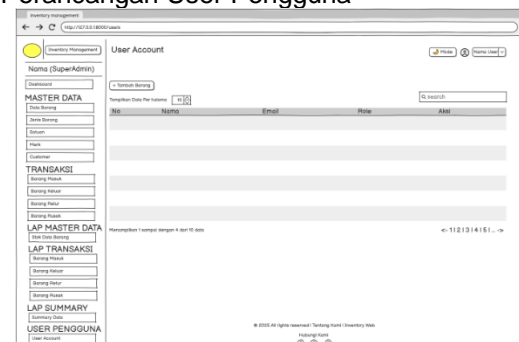 Perancangan User Pengguna
Inventory management
http://127.0.0.1:8000/users
Inventory Management
User Account
Mode
Nama User
Nama (SuperAdmin)
Dashboard
+ Tambah Barang
MASTER DATA
Tampilkan Data Per halama
10
search
Data Barang
No Nama Email Role Aksi
Jenis Barang
Satuan
Merk
Customer
TRANSAKSI
Barang Masuk
Barang Keluar
Barang Retur
Barang Rusak
LAP MASTER DATA
Menampilkan 1 sampai dengan 4 dari 10 data
<- 1|2|3|4|5|... ->
Stok Data Barang
LAP TRANSAKSI
Barang Masuk
Barang Keluar
Barang Retur
Barang Rusak
LAP SUMMARY
Summary Data
© 2025 All rights reserved | Tentang Kami | Inventory Web
USER PENGGUNA
Hubungi Kami
User Account